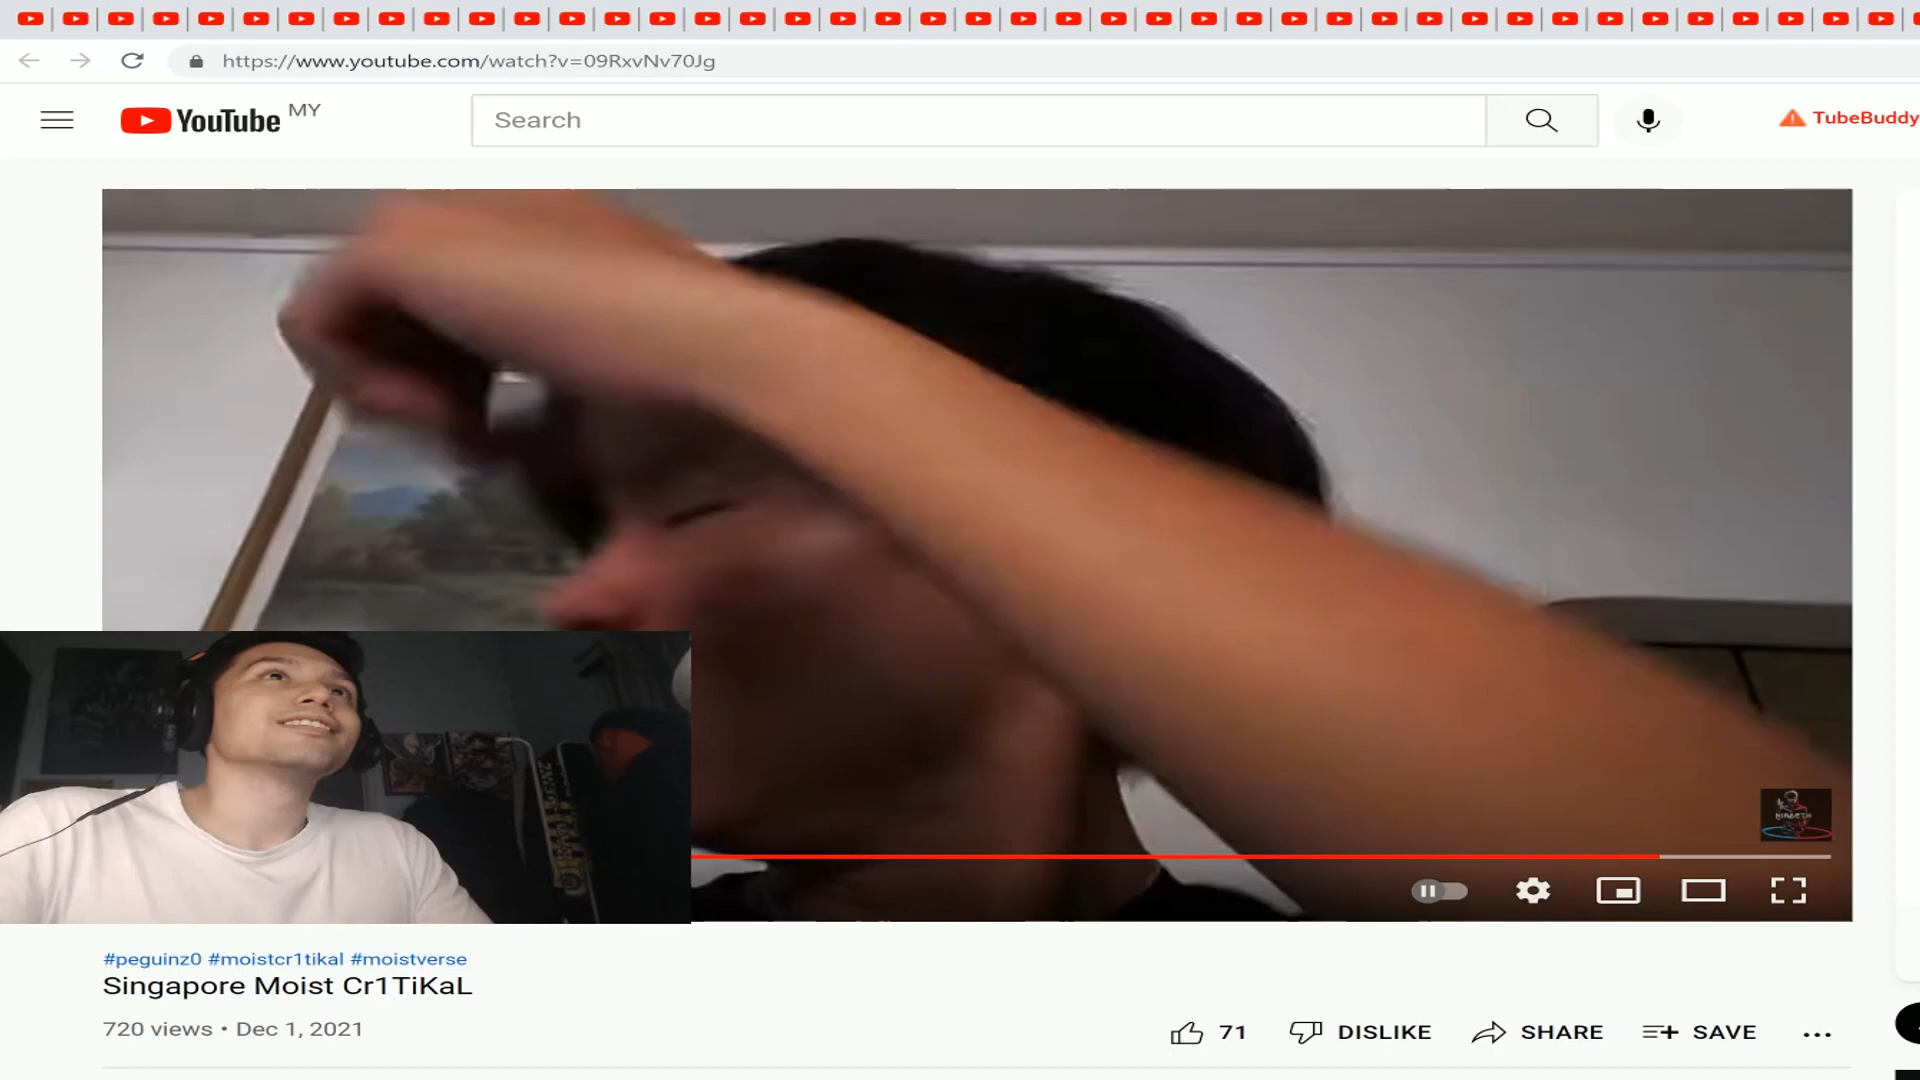 https://www.youtube.com/watch?v=09RxvNv70Jg
YouTube MY
Search
TubeBuddy
#peguinz0 #moistcr1tikal #moistverse
Singapore Moist Cr1TiKaL
720 views • Dec 1, 2021
71 DISLIKE SHARE SAVE